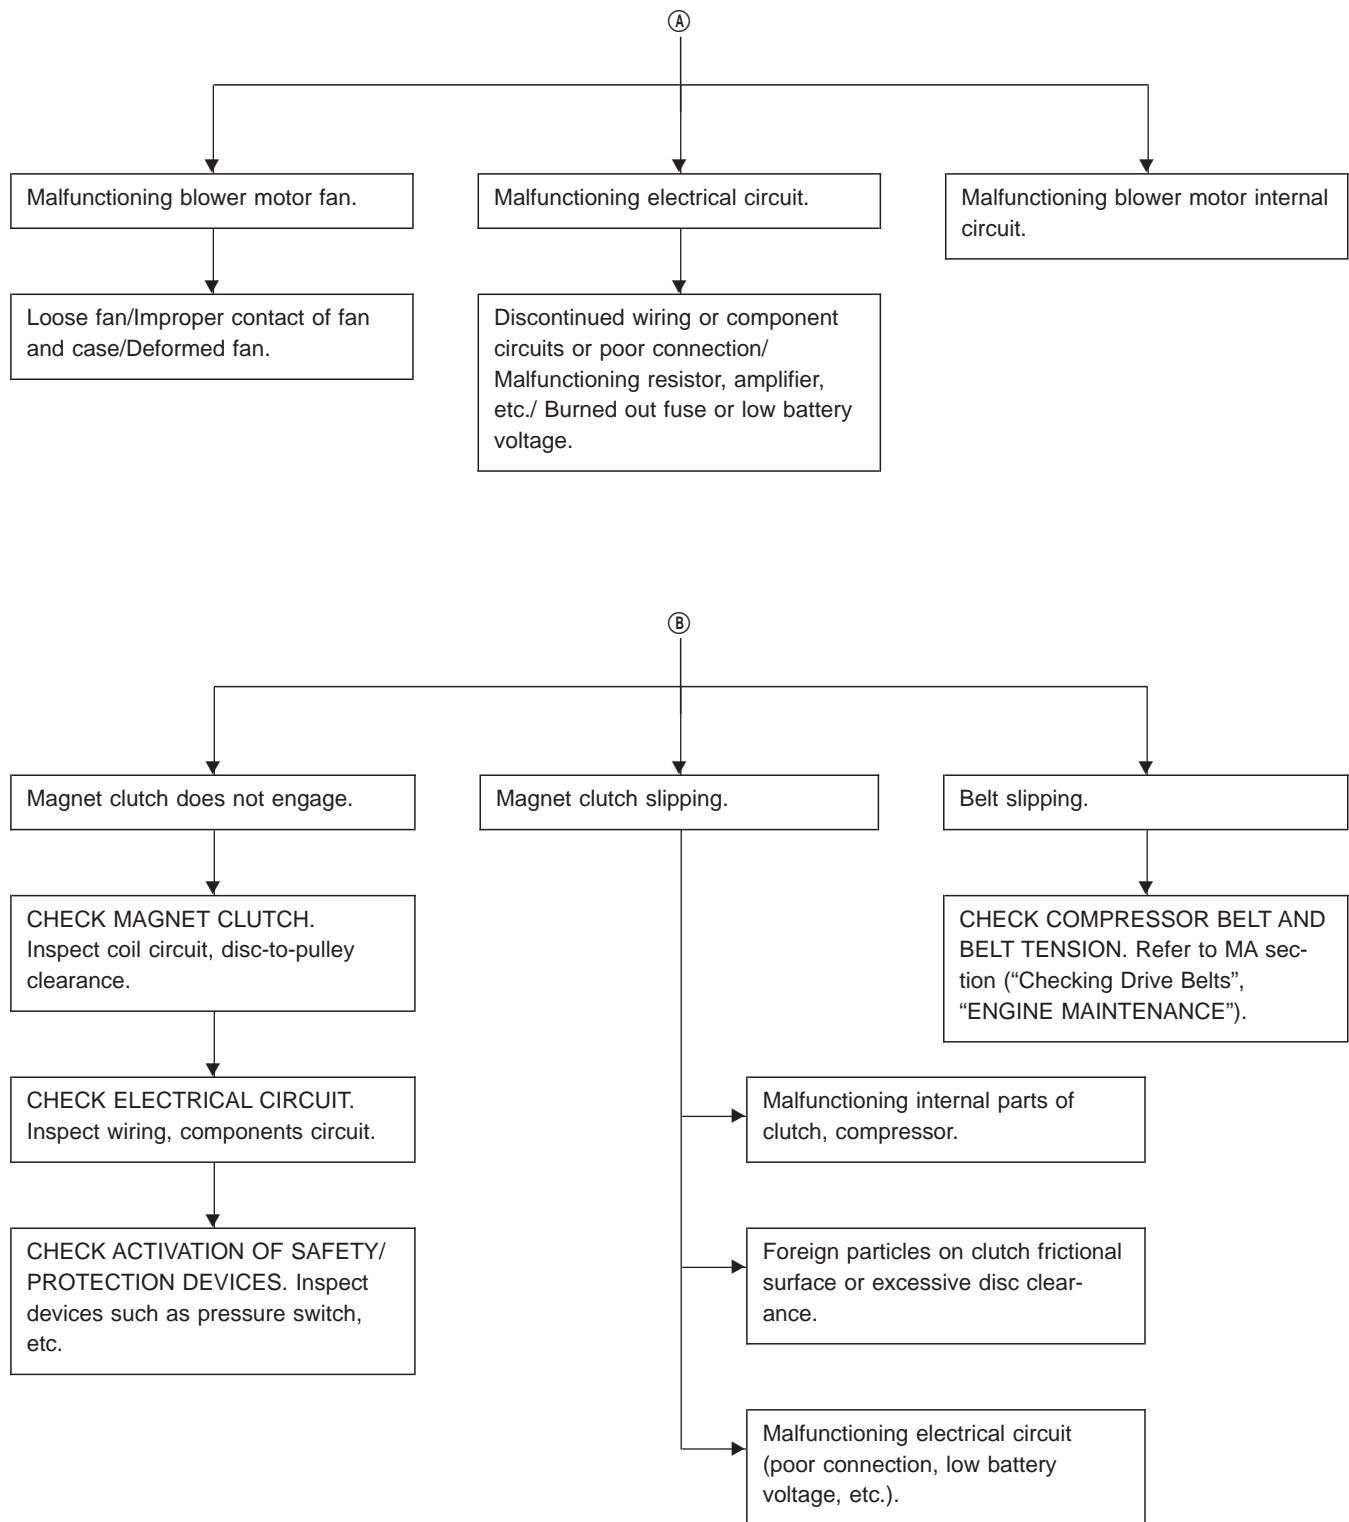 A
Malfunctioning blower motor fan.
Malfunctioning electrical circuit.
Malfunctioning blower motor internal
circuit.
Loose fan/Improper contact of fan
and case/Deformed fan.
Discontinued wiring or component
circuits or poor connection/
Malfunctioning resistor, amplifier,
etc./ Burned out fuse or low battery
voltage.
B
Magnet clutch does not engage.
Magnet clutch slipping.
Belt slipping.
CHECK MAGNET CLUTCH.
Inspect coil circuit, disc-to-pulley
clearance.
CHECK COMPRESSOR BELT AND
BELT TENSION. Refer to MA sec-
tion (“Checking Drive Belts”,
“ENGINE MAINTENANCE”).
CHECK ELECTRICAL CIRCUIT.
Inspect wiring, components circuit.
Malfunctioning internal parts of
clutch, compressor.
CHECK ACTIVATION OF SAFETY/
PROTECTION DEVICES. Inspect
devices such as pressure switch,
etc.
Foreign particles on clutch frictional
surface or excessive disc clear-
ance.
Malfunctioning electrical circuit
(poor connection, low battery
voltage, etc.).